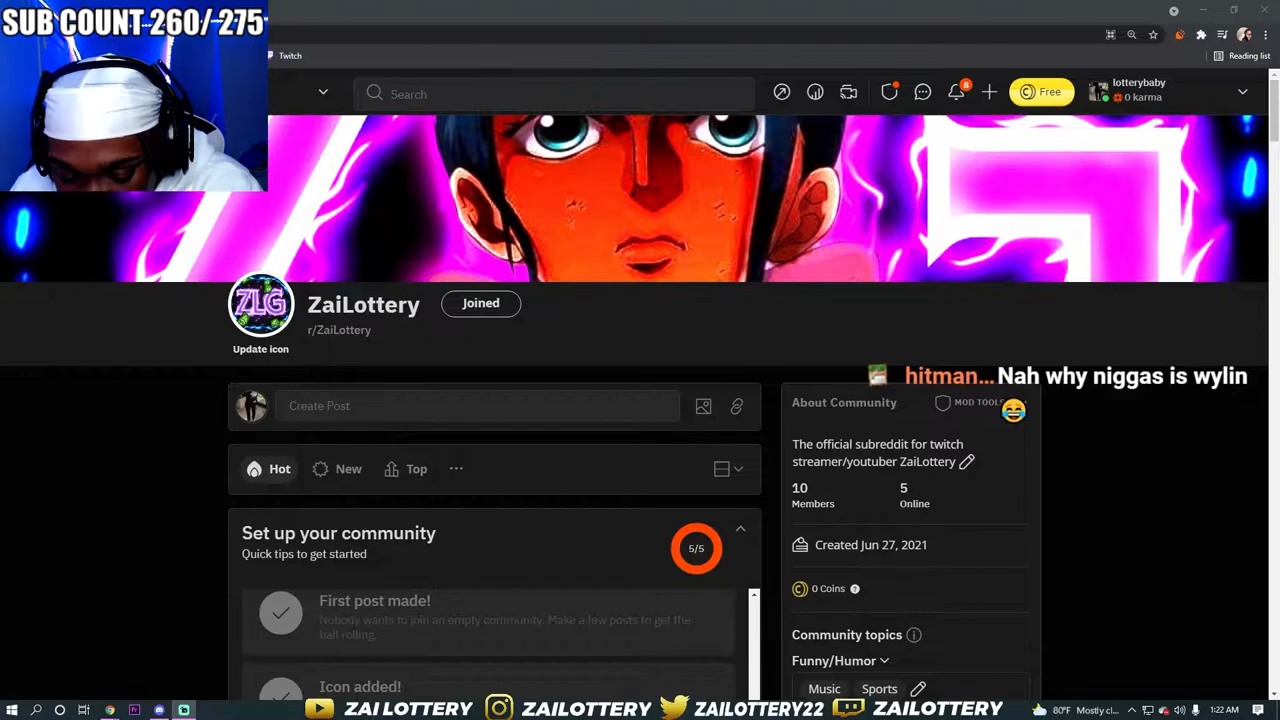 SUB COUNT 260/275
Twitch
Reading list
Search
8
Free
lotterybaby
0 karma
ZLG
ZaiLottery
Joined
r/ZaiLottery
Update icon
hitman... Nah why niggas is wylin
Create Post
About Community
MOD TOOLS
Hot
New
Top
The official subreddit for twitch
streamer/youtuber ZaiLottery
10
5
Members
Online
Set up your community
Quick tips to get started
5/5
Created Jun 27, 2021
0 Coins
First post made!
Nobody wants to join an empty community. Make a few posts to get the
ball rolling.
Community topics
Funny/Humor
Icon added!
Music
Sports
ZAI LOTTERY
ZAILOTTERY
ZAILOTTERY22
ZAILOTTERY
80°F Mostly cl...
1:22 AM